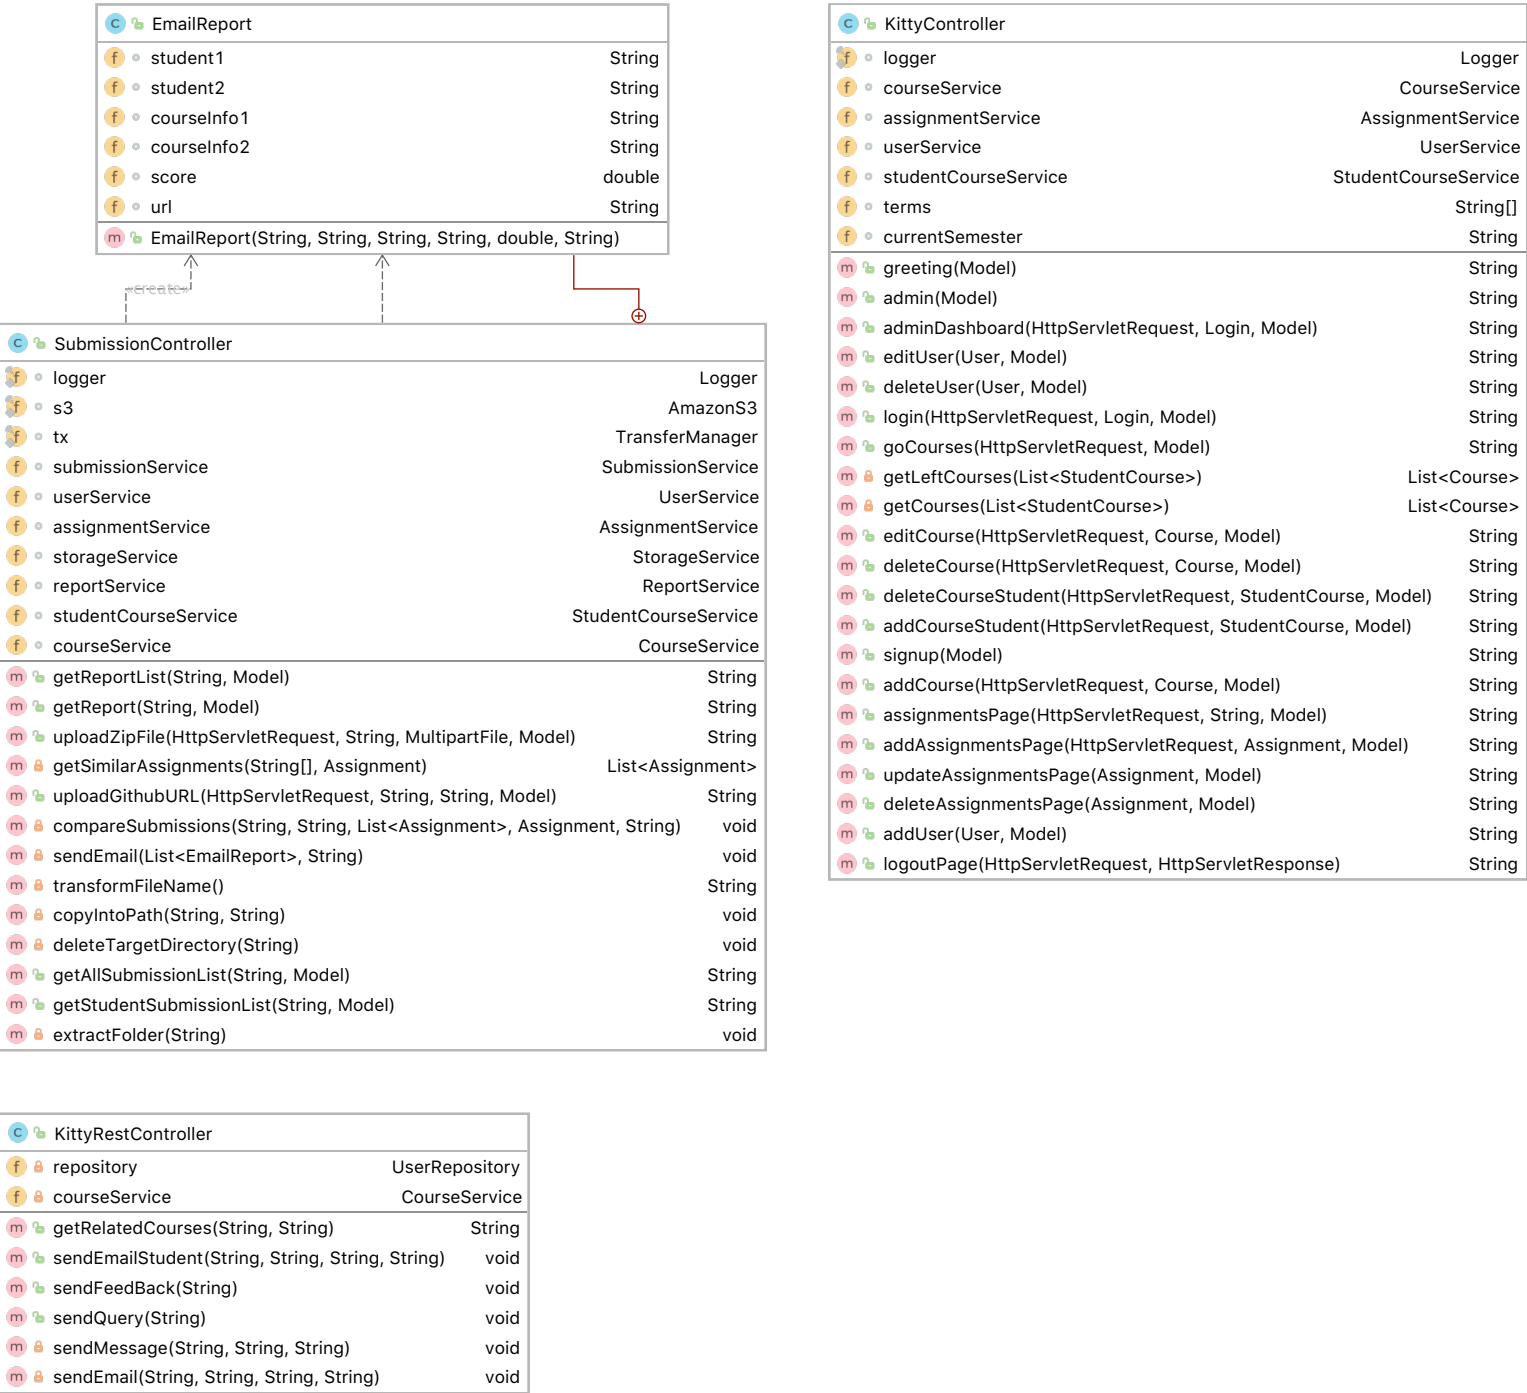 EmailReport
student1 String
student2 String
courseInfo1 String
courseInfo2 String
score double
url String
EmailReport(String, String, String, String, double, String)
«create»
SubmissionController
logger Logger
s3 AmazonS3
tx TransferManager
submissionService SubmissionService
userService UserService
assignmentService AssignmentService
storageService StorageService
reportService ReportService
studentCourseService StudentCourseService
courseService CourseService
getReportList(String, Model) String
getReport(String, Model) String
uploadZipFile(HttpServletRequest, String, MultipartFile, Model) String
getSimilarAssignments(String[], Assignment) List<Assignment>
uploadGithubURL(HttpServletRequest, String, String, Model) String
compareSubmissions(String, String, List<Assignment>, Assignment, String) void
sendEmail(List<EmailReport>, String) void
transformFileName() String
copyIntoPath(String, String) void
deleteTargetDirectory(String) void
getAllSubmissionList(String, Model) String
getStudentSubmissionList(String, Model) String
extractFolder(String) void
KittyController
logger Logger
courseService CourseService
assignmentService AssignmentService
userService UserService
studentCourseService StudentCourseService
terms String[]
currentSemester String
greeting(Model) String
admin(Model) String
adminDashboard(HttpServletRequest, Login, Model) String
editUser(User, Model) String
deleteUser(User, Model) String
login(HttpServletRequest, Login, Model) String
goCourses(HttpServletRequest, Model) String
getLeftCourses(List<StudentCourse>) List<Course>
getCourses(List<StudentCourse>) List<Course>
editCourse(HttpServletRequest, Course, Model) String
deleteCourse(HttpServletRequest, Course, Model) String
deleteCourseStudent(HttpServletRequest, StudentCourse, Model) String
addCourseStudent(HttpServletRequest, StudentCourse, Model) String
signup(Model) String
addCourse(HttpServletRequest, Course, Model) String
assignmentsPage(HttpServletRequest, String, Model) String
addAssignmentsPage(HttpServletRequest, Assignment, Model) String
updateAssignmentsPage(Assignment, Model) String
deleteAssignmentsPage(Assignment, Model) String
addUser(User, Model) String
logoutPage(HttpServletRequest, HttpServletResponse) String
KittyRestController
repository UserRepository
courseService CourseService
getRelatedCourses(String, String) String
sendEmailStudent(String, String, String, String) void
sendFeedBack(String) void
sendQuery(String) void
sendMessage(String, String, String) void
sendEmail(String, String, String, String) void